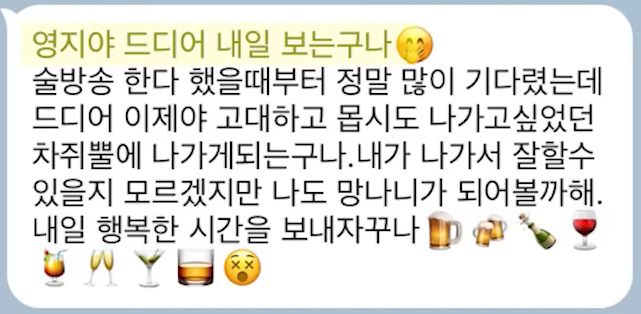 영지야 드디어 내일 보는구나🤭
술방송 한다 했을때부터 정말 많이 기다렸는데
드디어 이제야 고대하고 몹시도 나가고싶었던
차쥐뿔에 나가게되는구나.내가 나가서 잘할수
있을지 모르겠지만 나도 망나니가 되어볼까해.
내일 행복한 시간을 보내자꾸나🍺🍻🍾🍷
🍹🥂🍸🥃😵